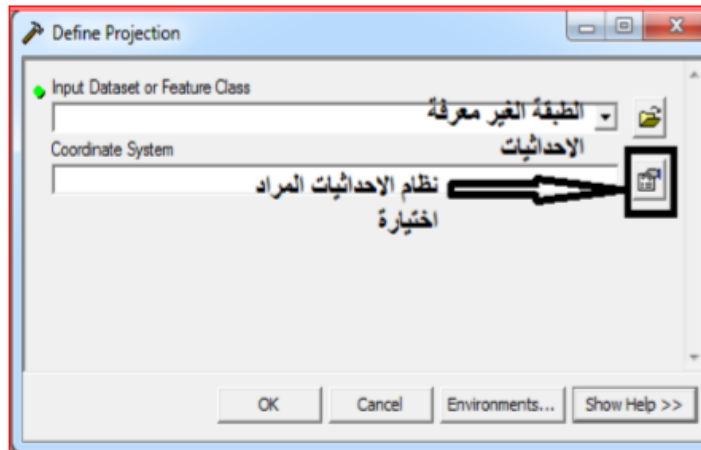 Define Projection
Input Dataset or Feature Class
الطبقة الغير معرفة
الاحداثيات
Coordinate System
نظام الاحداثيات المراد
اختيارة
OK
Cancel
Environments...
Show Help >>